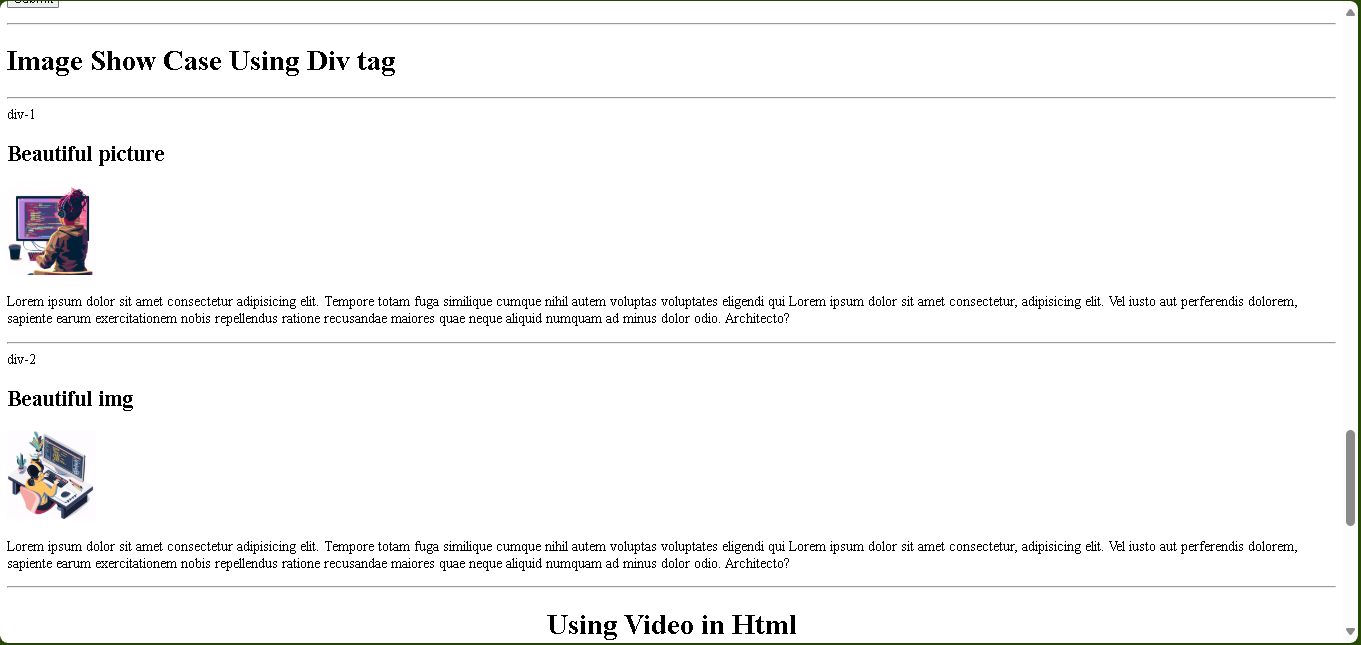 Submit
Image Show Case Using Div tag
div-1
Beautiful picture
Lorem ipsum dolor sit amet consectetur adipisicing elit. Tempore totam fuga similique cumque nihil autem voluptas voluptates eligendi qui Lorem ipsum dolor sit amet consectetur, adipisicing elit. Vel iusto aut perferendis dolorem,
sapiente earum exercitationem nobis repellendus ratione recusandae maiores quae neque aliquid numquam ad minus dolor odio. Architecto?
div-2
Beautiful img
Lorem ipsum dolor sit amet consectetur adipisicing elit. Tempore totam fuga similique cumque nihil autem voluptas voluptates eligendi qui Lorem ipsum dolor sit amet consectetur, adipisicing elit. Vel iusto aut perferendis dolorem,
sapiente earum exercitationem nobis repellendus ratione recusandae maiores quae neque aliquid numquam ad minus dolor odio. Architecto?
Using Video in Html